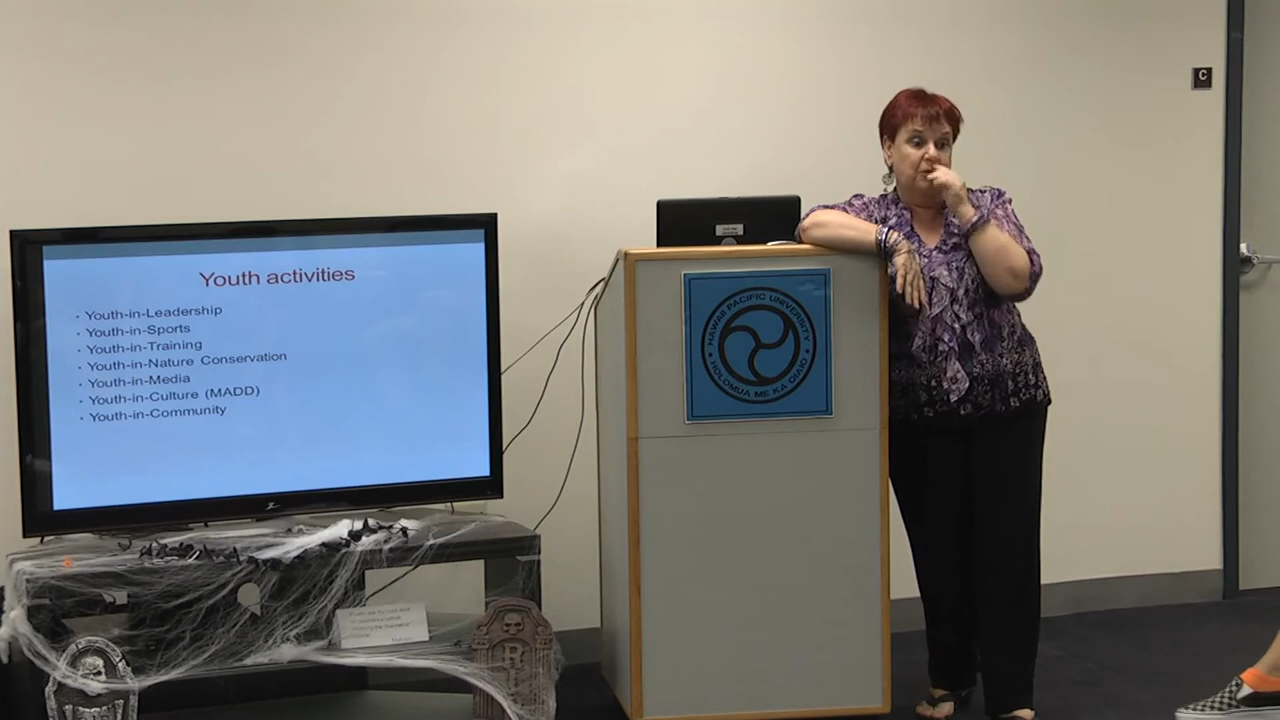 Youth activities
• Youth-in-Leadership
• Youth-in-Sports
• Youth-in-Training
• Youth-in-Nature Conservation
• Youth-in-Media
• Youth-in-Culture (MADD)
• Youth-in-Community
HAWAII PACIFIC UNIVERSITY
HOLOMUA ME KA OIAIO
C
R